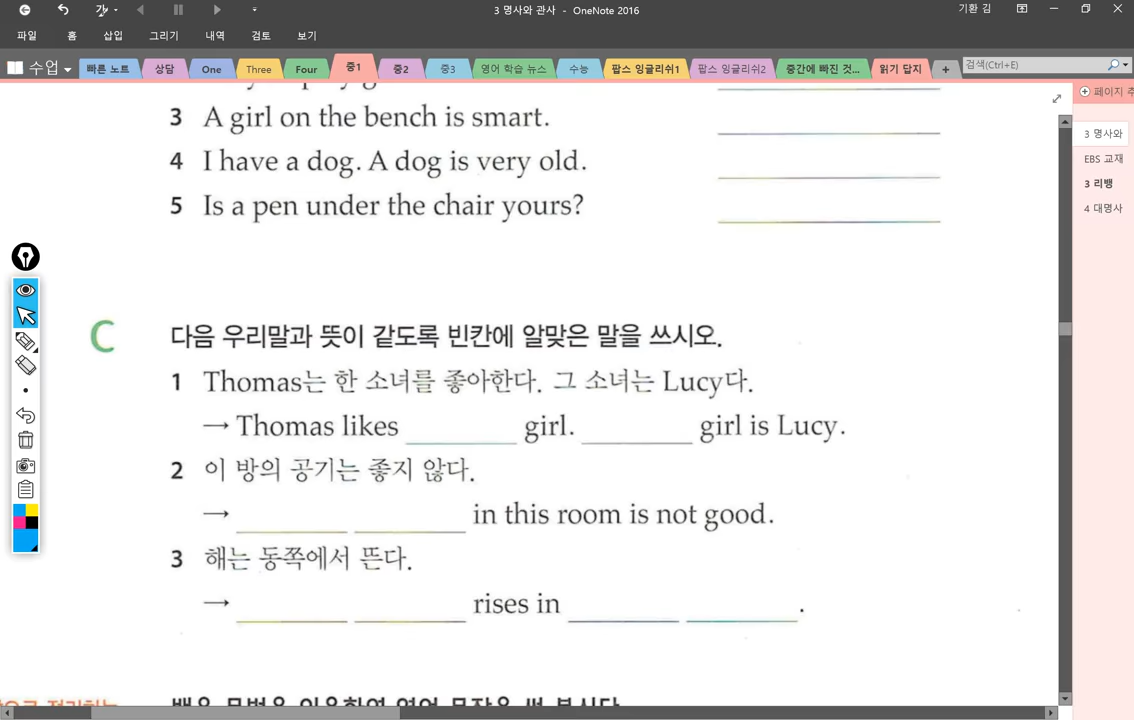 3 명사와 관사 - OneNote 2016
기환 김
파일 홈 삽입 그리기 내역 검토 보기
수업 빠른 노트 상담 One Three Four 중1 중2 중3 영어 학습 뉴스 수능 팝스 잉글리쉬1 팝스 잉글리쉬2 중간에 빠진 것... 읽기 답지 + 검색(Ctrl+E)
페이지 추
3 명사와
EBS 교재
3 리뱅
4 대명사
3 A girl on the bench is smart.
4 I have a dog. A dog is very old.
5 Is a pen under the chair yours?
C 다음 우리말과 뜻이 같도록 빈칸에 알맞은 말을 쓰시오.
1 Thomas는 한 소녀를 좋아한다. 그 소녀는 Lucy다.
→ Thomas likes ________ girl. ________ girl is Lucy.
2 이 방의 공기는 좋지 않다.
→ ________ ________ in this room is not good.
3 해는 동쪽에서 뜬다.
→ ________ ________ rises in ________ ________.